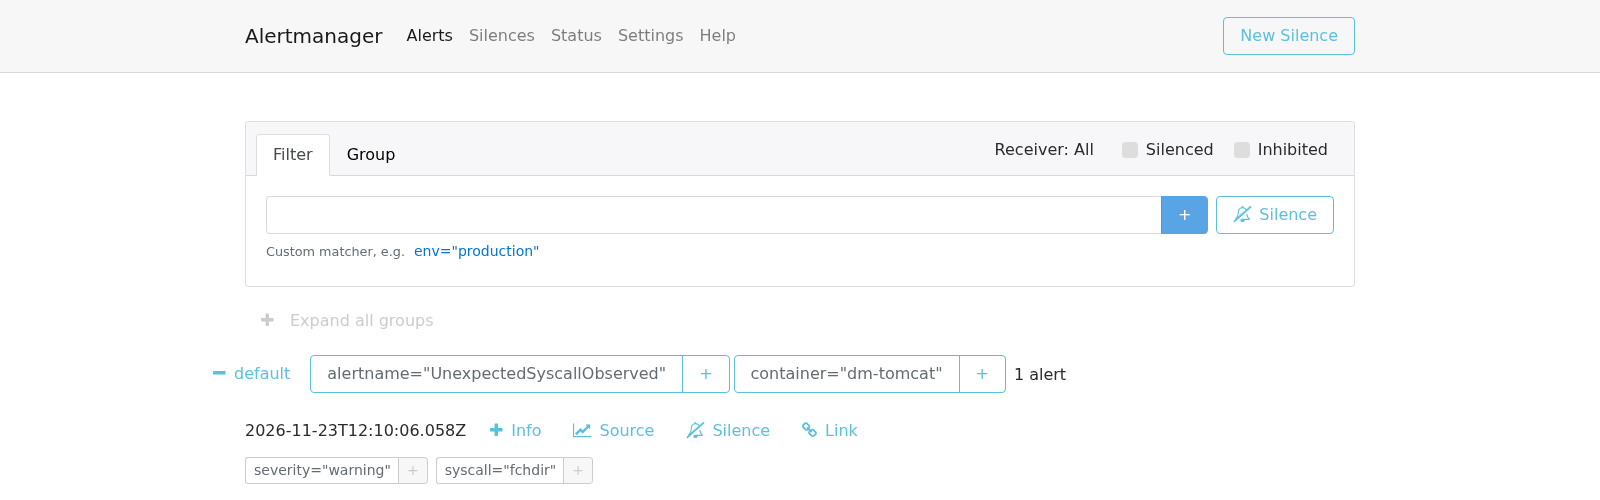 Alertmanager Alerts Silences Status Settings Help New Silence
Filter Group Receiver: All Silenced Inhibited
+ Silence
Custom matcher, e.g. env="production"
+ Expand all groups
− default alertname="UnexpectedSyscallObserved" + container="dm-tomcat" + 1 alert
2026-11-23T12:10:06.058Z + Info Source Silence Link
severity="warning" + syscall="fchdir" +